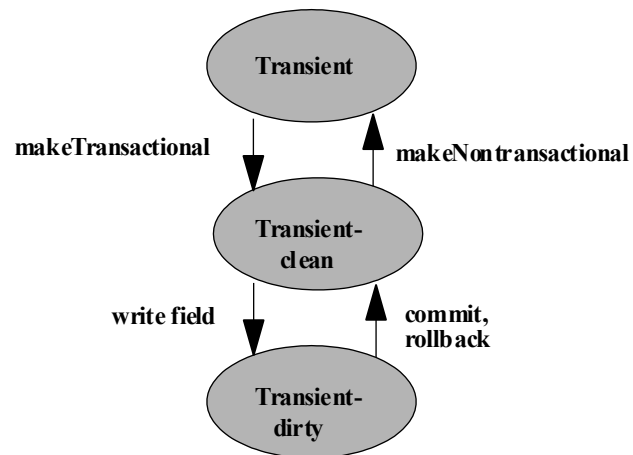 Transient
makeTransactional
makeNontransactional
Transient-
clean
write field
commit,
rollback
Transient-
dirty